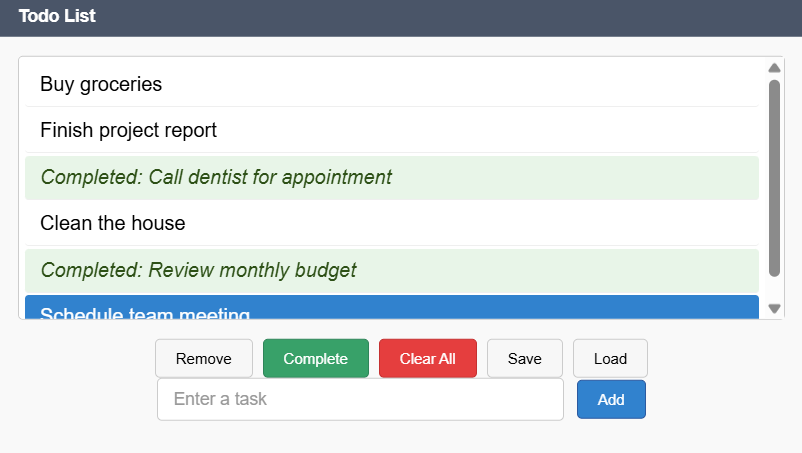 Todo List
Buy groceries
Finish project report
Completed: Call dentist for appointment
Clean the house
Completed: Review monthly budget
Schedule team meeting
Remove Complete Clear All Save Load
Enter a task Add